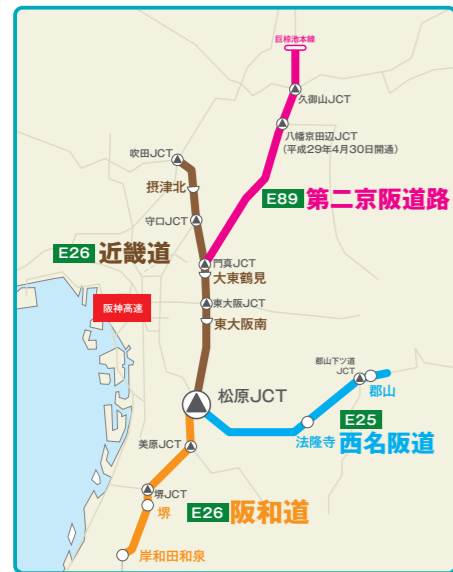 巨椋池本線
久御山JCT
八幡京田辺JCT
(平成29年4月30日開通)
吹田JCT
摂津北
E89 第二京阪道路
守口JCT
E26 近畿道
門真JCT
大東鶴見
阪神高速
東大阪JCT
東大阪南
郡山下ツ道
JCT
郡山
松原JCT
E25
法隆寺 西名阪道
美原JCT
堺JCT
堺
E26 阪和道
岸和田和泉